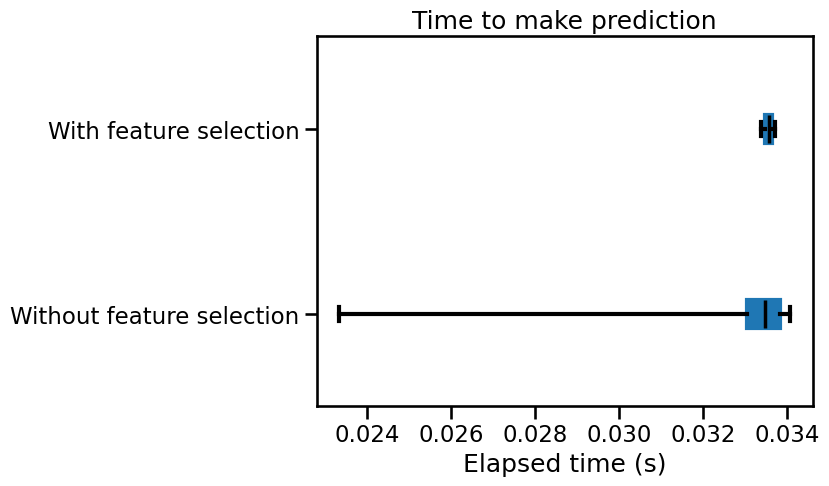 Time to make prediction
With feature selection
Without feature selection
0.024 0.026 0.028 0.030 0.032 0.034
Elapsed time (s)